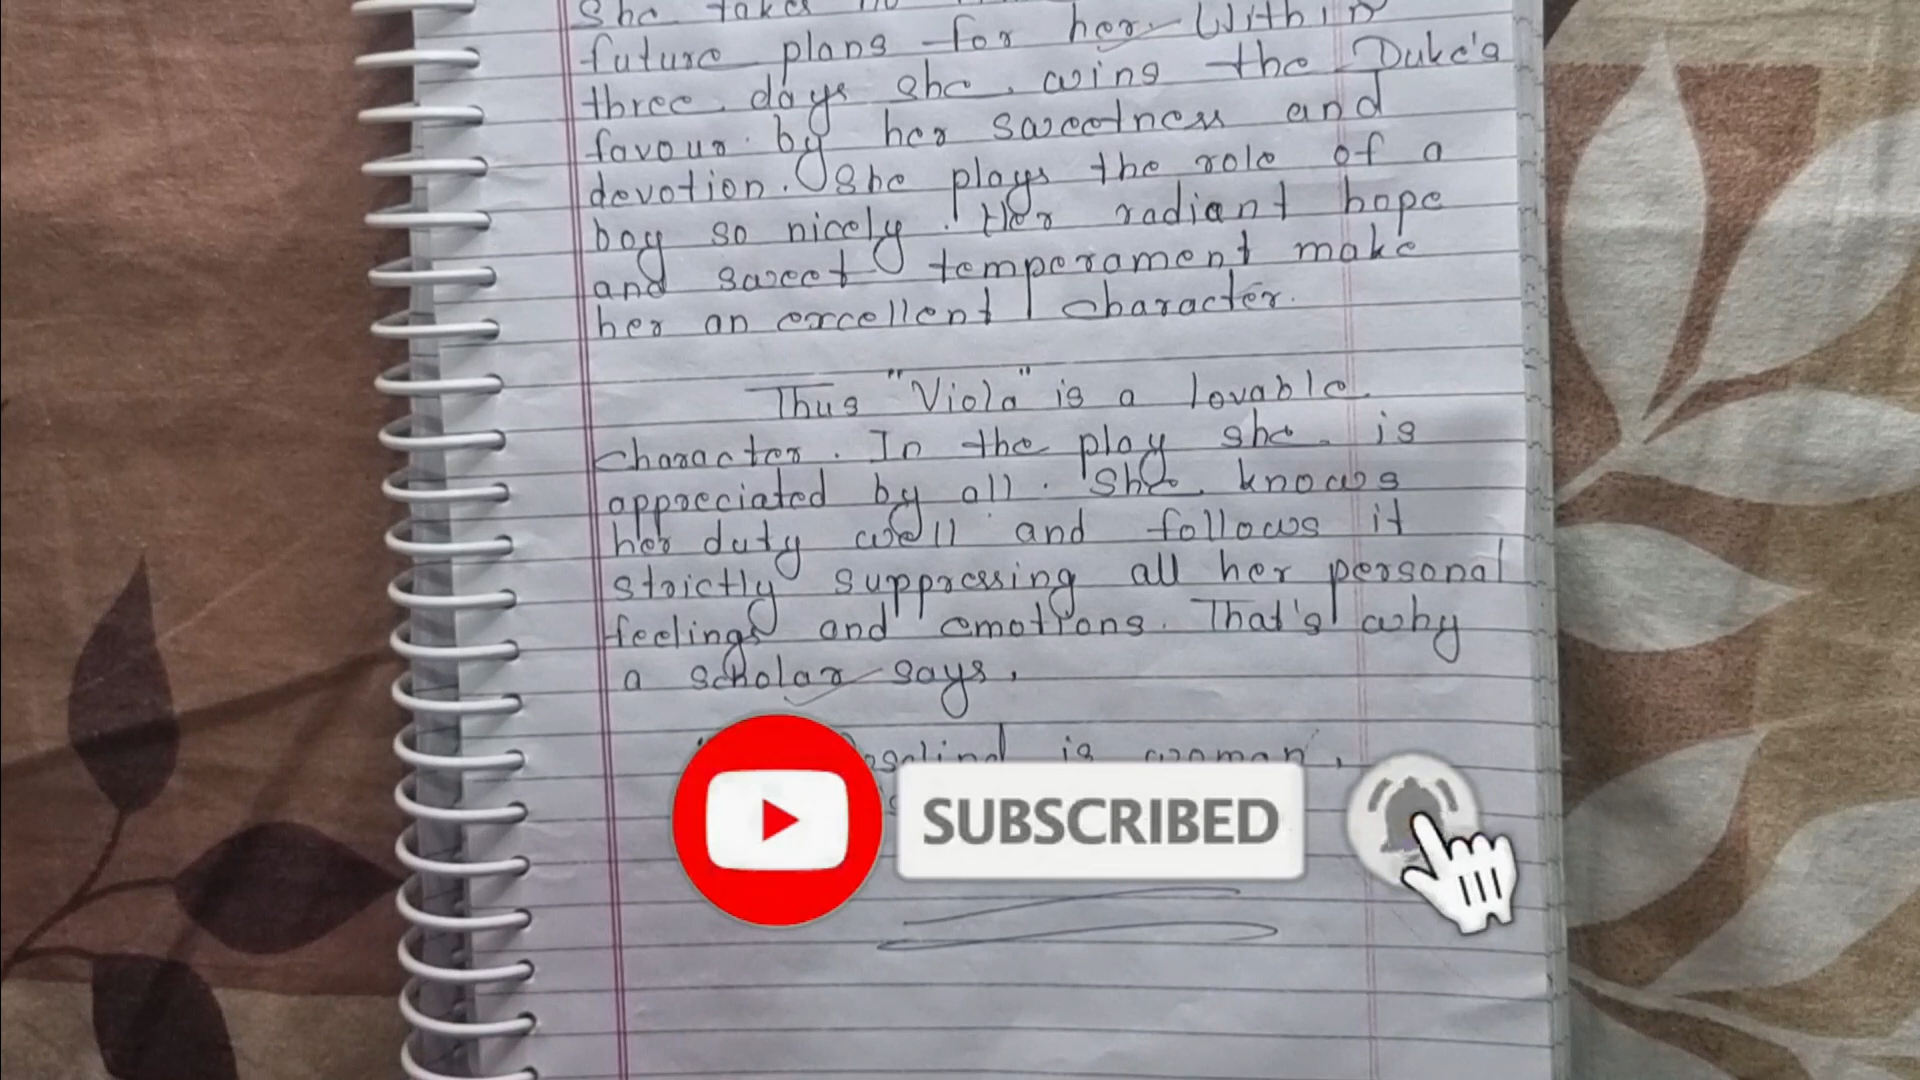 She takes
future plans for her. Within
three days she wins the Duke's
favour by her sweetness and
devotion. She plays the role of a
boy so nicely. Her radiant hope
and sweet temperament make
her an excellent character.
Thus "Viola" is a lovable
character. In the play she is
appreciated by all. She knows
her duty well and follows it
strictly suppressing all her personal
feelings and emotions. That's why
a scholar says,
is woman,
SUBSCRIBED